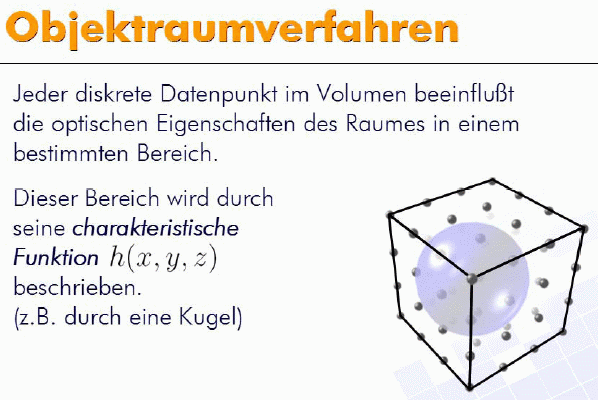 Objektraumverfahren
Jeder diskrete Datenpunkt im Volumen beeinflußt
die optischen Eigenschaften des Raumes in einem
bestimmten Bereich.
Dieser Bereich wird durch
seine charakteristische
Funktion h(x, y, z)
beschrieben.
(z.B. durch eine Kugel)